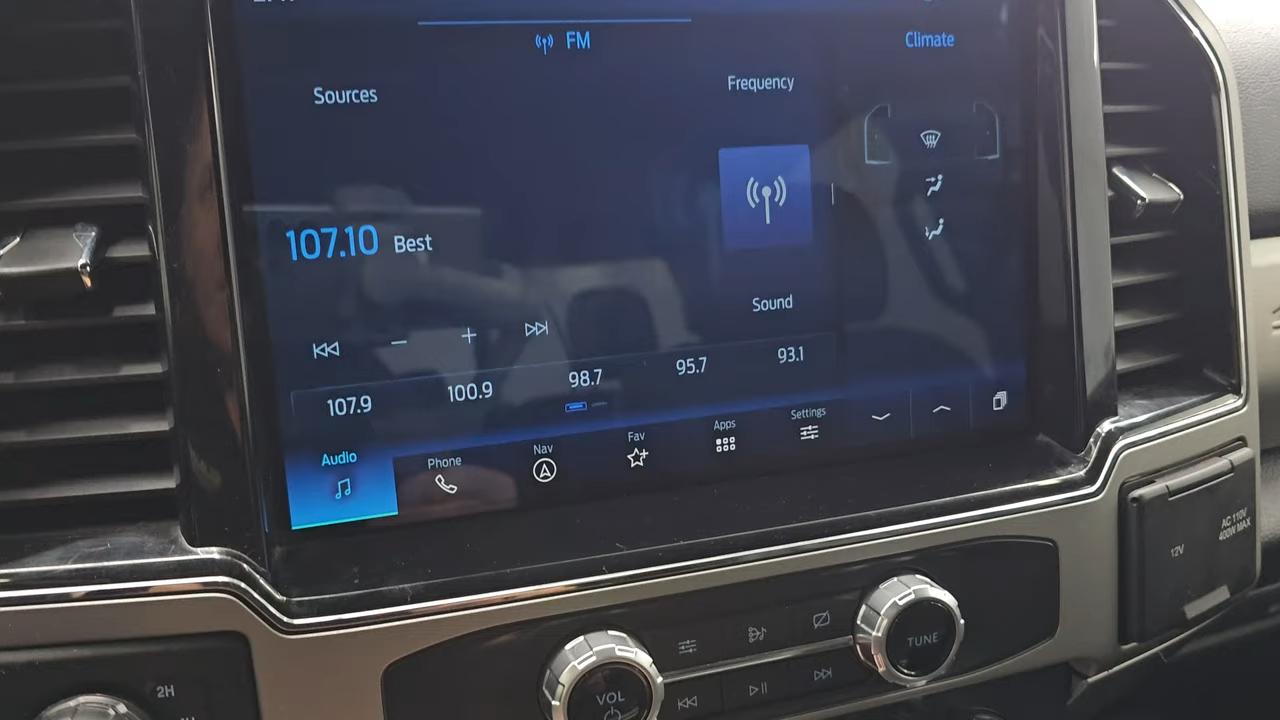 FM
Climate
Sources
Frequency
107.10 Best
Sound
107.9 100.9 98.7 95.7 93.1
Audio Phone Nav Fav Apps Settings
AC 110V
400W MAX
12V
TUNE
VOL
2H